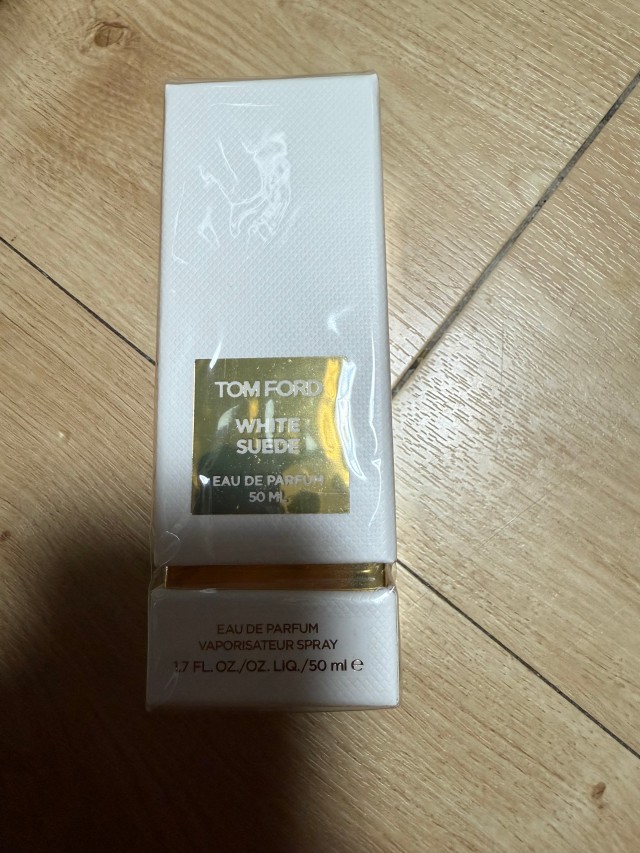 TOM FORD
WHITE
SUEDE
EAU DE PARFUM
50 ML
EAU DE PARFUM
VAPORISATEUR SPRAY
1.7 FL. OZ./OZ. LIQ./50 ml ℮